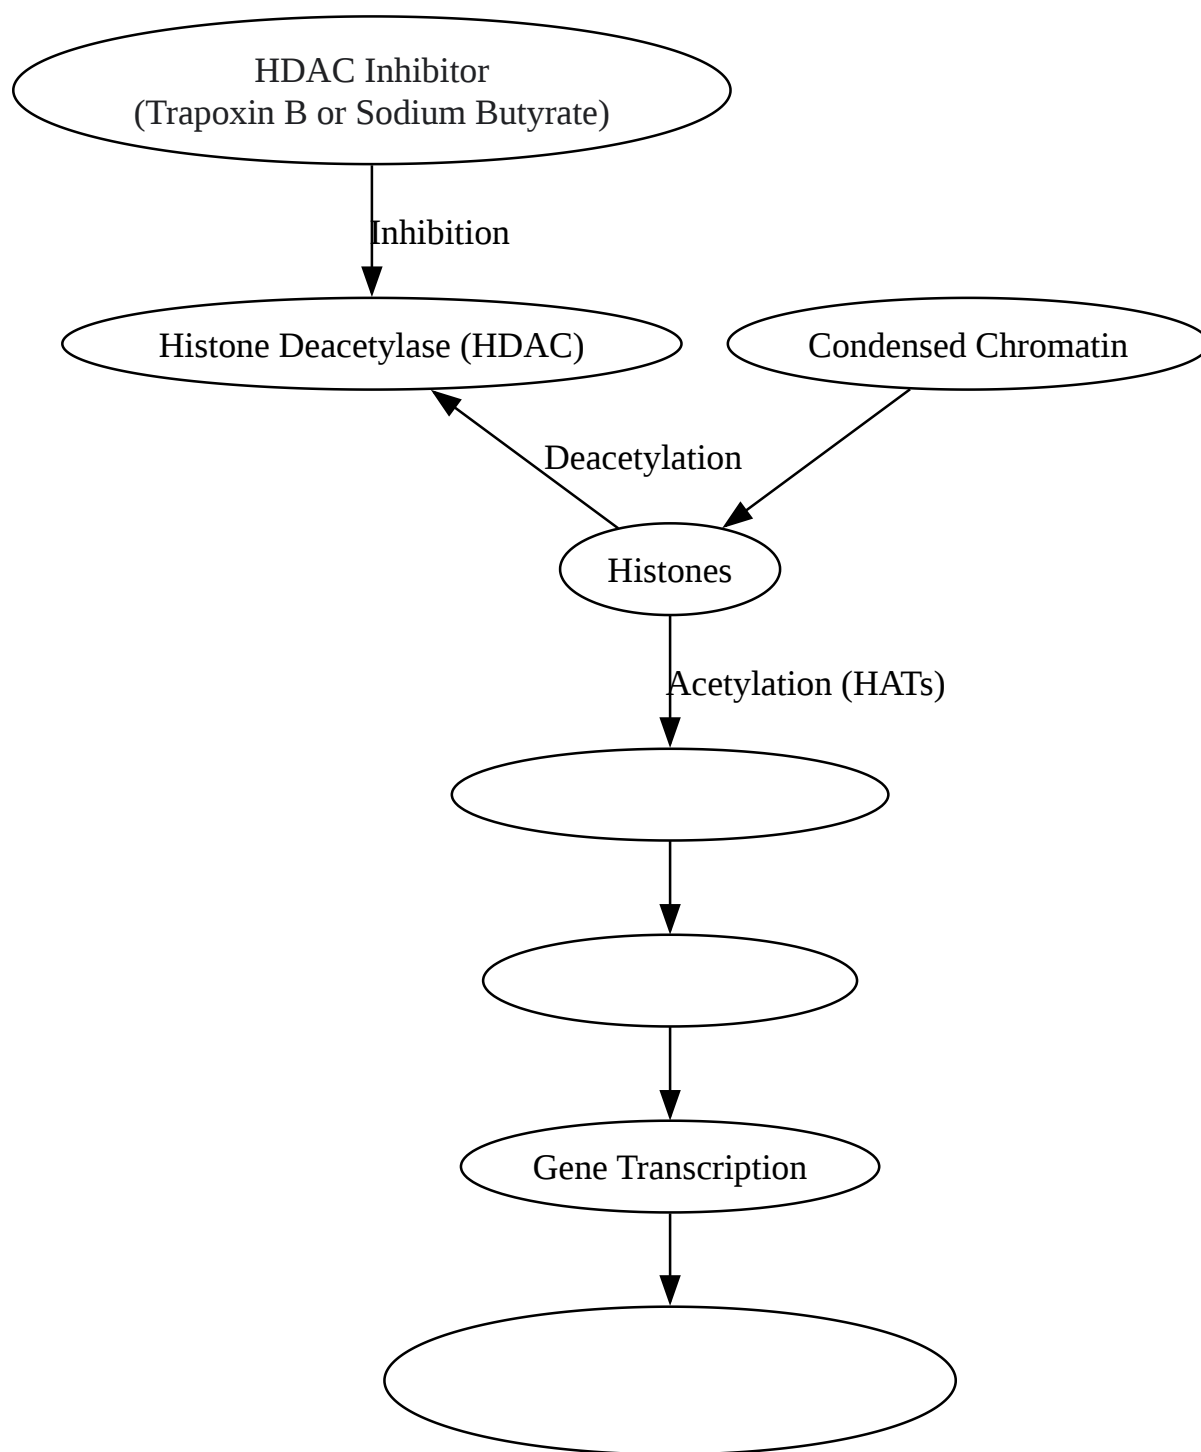 HDAC Inhibitor
(Trapoxin B or Sodium Butyrate)
Inhibition
Histone Deacetylase (HDAC)
Condensed Chromatin
Deacetylation
Histones
Acetylation (HATs)
Gene Transcription